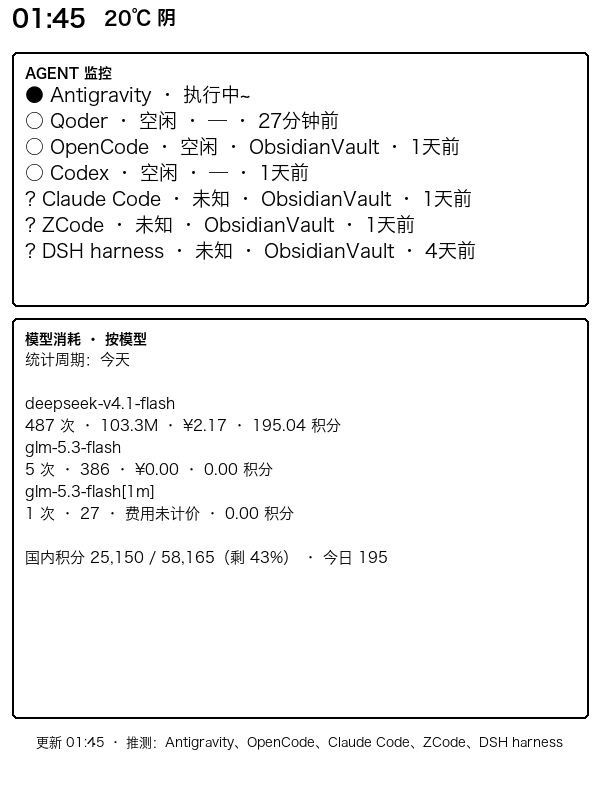 01:45 20℃ 阴
AGENT 监控
● Antigravity · 执行中~
○ Qoder · 空闲 · — · 27分钟前
○ OpenCode · 空闲 · ObsidianVault · 1天前
○ Codex · 空闲 · — · 1天前
? Claude Code · 未知 · ObsidianVault · 1天前
? ZCode · 未知 · ObsidianVault · 1天前
? DSH harness · 未知 · ObsidianVault · 4天前
模型消耗 · 按模型
统计周期：今天
deepseek-v4.1-flash
487 次 · 103.3M · ¥2.17 · 195.04 积分
glm-5.3-flash
5 次 · 386 · ¥0.00 · 0.00 积分
glm-5.3-flash[1m]
1 次 · 27 · 费用未计价 · 0.00 积分
国内积分 25,150 / 58,165（剩 43%） · 今日 195
更新 01:45 · 推测：Antigravity、OpenCode、Claude Code、ZCode、DSH harness